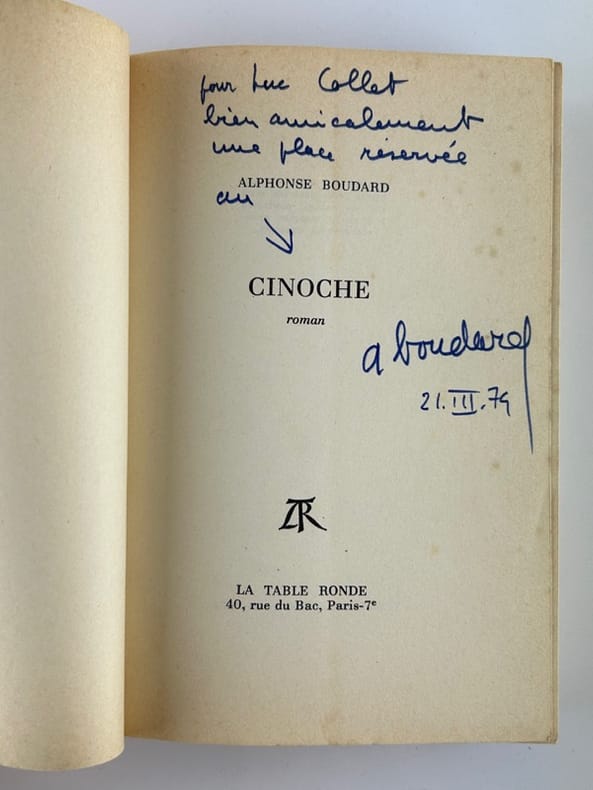 pour Luc Collet
bien amicalement
une place réservée
ALPHONSE BOUDARD
au
CINOCHE
roman
a boudard
21.III.79
LTR
LA TABLE RONDE
40, rue du Bac, Paris-7ᵉ